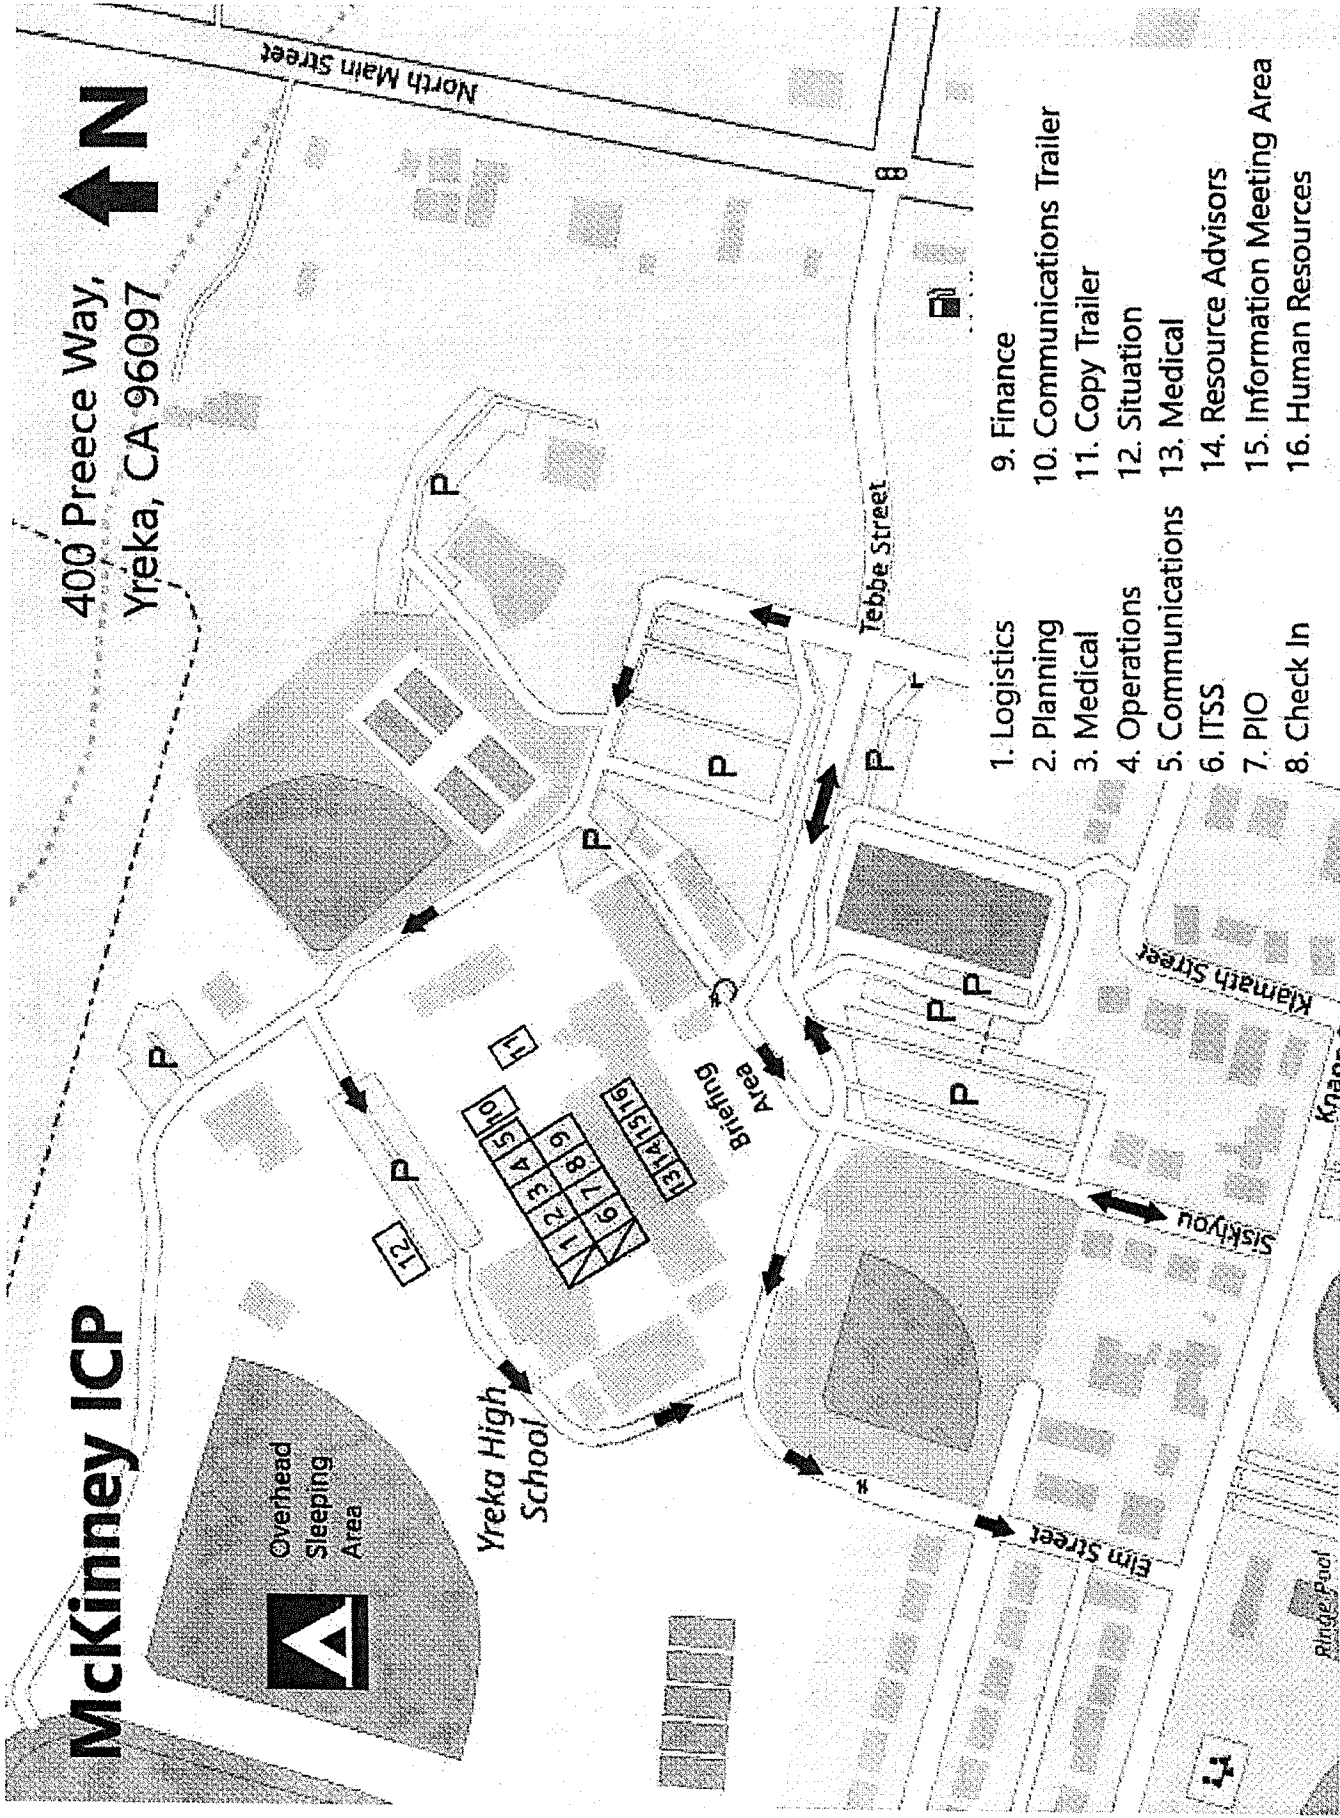 McKinney ICP
400 Preece Way,
Yreka, CA 96097
N
Overhead
Sleeping
Area
Yreka High
School
North Main Street
P
P
P
P
P
P
P
P
P
12
10
11
1 2 3 4 5
6 7 8 9
13 14 15 16
Briefing
Area
Tebbe Street
Klamath Street
Siskiyou
Elm Street
Ringe Pool
1. Logistics
2. Planning
3. Medical
4. Operations
5. Communications
6. ITSS
7. PIO
8. Check In
9. Finance
10. Communications Trailer
11. Copy Trailer
12. Situation
13. Medical
14. Resource Advisors
15. Information Meeting Area
16. Human Resources